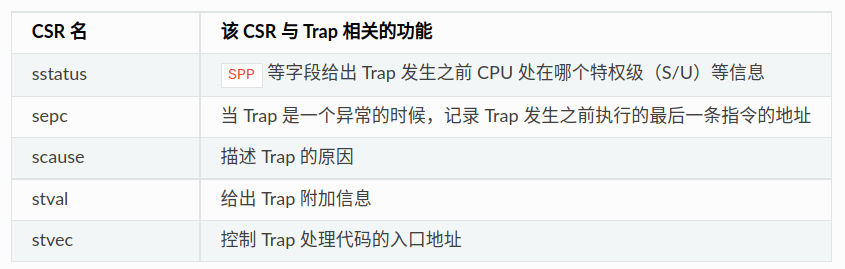 CSR 名 该 CSR 与 Trap 相关的功能
sstatus SPP 等字段给出 Trap 发生之前 CPU 处在哪个特权级（S/U）等信息
sepc 当 Trap 是一个异常的时候，记录 Trap 发生之前执行的最后一条指令的地址
scause 描述 Trap 的原因
stval 给出 Trap 附加信息
stvec 控制 Trap 处理代码的入口地址